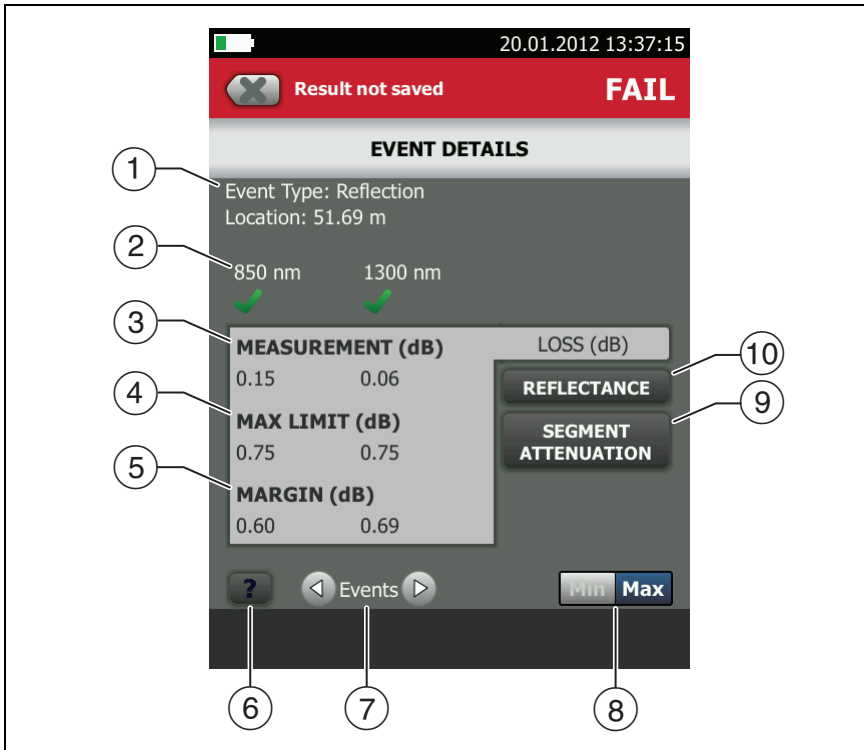 20.01.2012 13:37:15
Result not saved FAIL
EVENT DETAILS
1
Event Type: Reflection
Location: 51.69 m
2
850 nm 1300 nm
3
MEASUREMENT (dB) LOSS (dB)
10
0.15 0.06 REFLECTANCE
4
9
MAX LIMIT (dB) SEGMENT
ATTENUATION
0.75 0.75
5
MARGIN (dB)
0.60 0.69
? Events Min Max
6 7 8